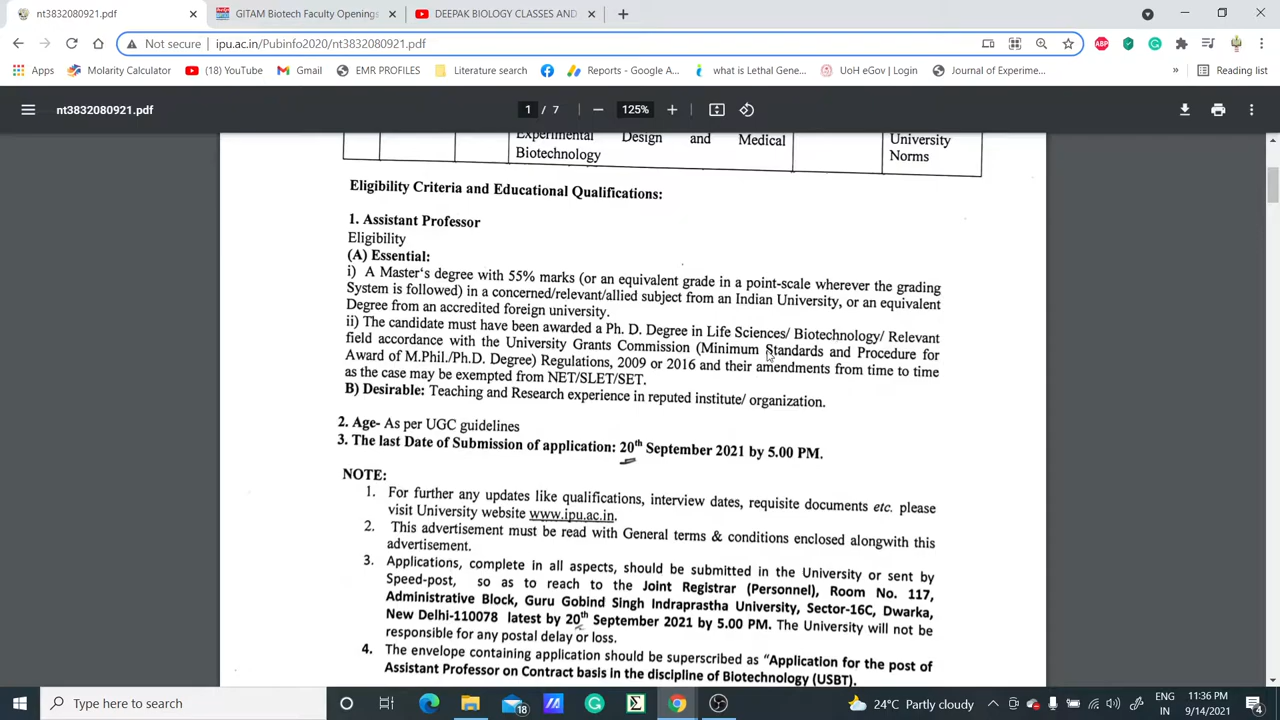 nt3832080921.pdf
GITAM Biotech Faculty Openings
DEEPAK BIOLOGY CLASSES AND
Not secure
ipu.ac.in/Pubinfo2020/nt3832080921.pdf
Apps
Molarity Calculator
(18) YouTube
Gmail
EMR PROFILES
Literature search
Reports - Google A...
what is Lethal Gene...
UoH eGov | Login
Journal of Experime...
»
Reading list
nt3832080921.pdf
1 / 7
125%
Experimental Design and Medical
Biotechnology
University
Norms
Eligibility Criteria and Educational Qualifications:
1. Assistant Professor
Eligibility
(A) Essential:
i) A Master's degree with 55% marks (or an equivalent grade in a point-scale wherever the grading
System is followed) in a concerned/relevant/allied subject from an Indian University, or an equivalent
Degree from an accredited foreign university.
ii) The candidate must have been awarded a Ph. D. Degree in Life Sciences/ Biotechnology/ Relevant
field accordance with the University Grants Commission (Minimum Standards and Procedure for
Award of M.Phil./Ph.D. Degree) Regulations, 2009 or 2016 and their amendments from time to time
as the case may be exempted from NET/SLET/SET.
B) Desirable: Teaching and Research experience in reputed institute/ organization.
2. Age- As per UGC guidelines
3. The last Date of Submission of application: 20th September 2021 by 5.00 PM.
NOTE:
1. For further any updates like qualifications, interview dates, requisite documents etc. please
visit University website www.ipu.ac.in.
2. This advertisement must be read with General terms & conditions enclosed alongwith this
advertisement.
3. Applications, complete in all aspects, should be submitted in the University or sent by
Speed-post, so as to reach to the Joint Registrar (Personnel), Room No. 117,
Administrative Block, Guru Gobind Singh Indraprastha University, Sector-16C, Dwarka,
New Delhi-110078 latest by 20th September 2021 by 5.00 PM. The University will not be
responsible for any postal delay or loss.
4. The envelope containing application should be superscribed as "Application for the post of
Assistant Professor on Contract basis in the discipline of Biotechnology (USBT).
Type here to search
18
24°C Partly cloudy
ENG
IN
11:36 PM
9/14/2021
4